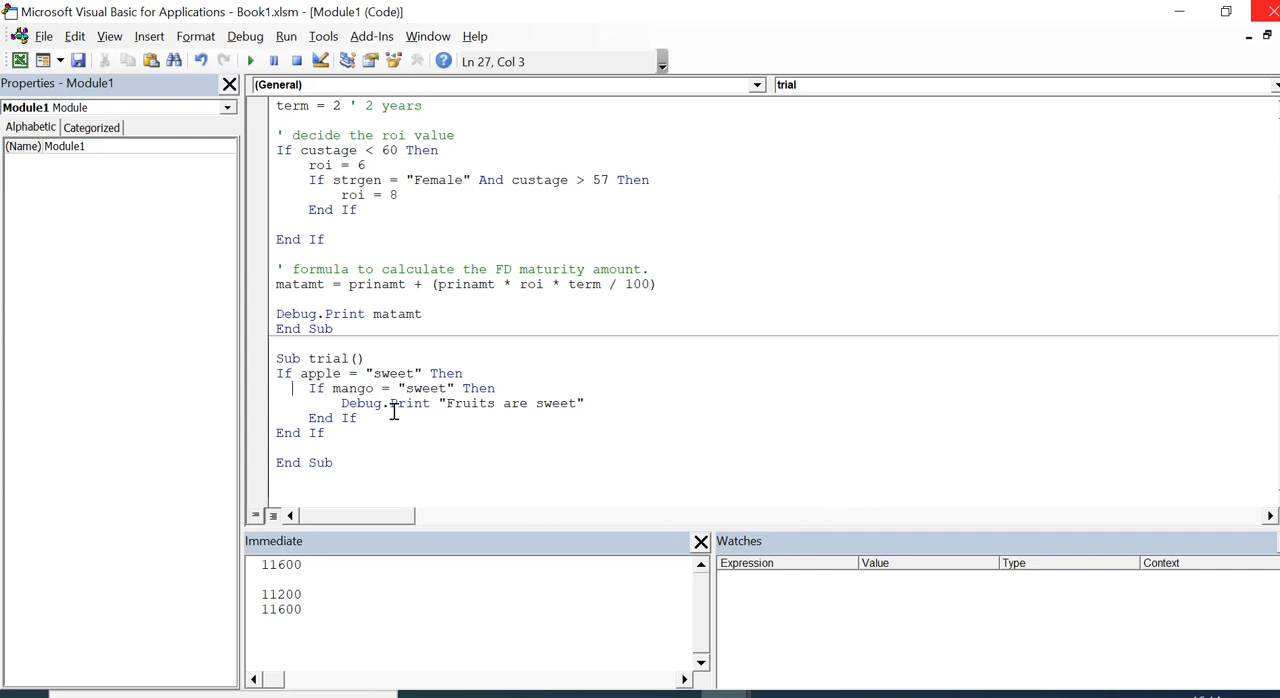 Microsoft Visual Basic for Applications - Book1.xlsm - [Module1 (Code)]
File Edit View Insert Format Debug Run Tools Add-Ins Window Help
Ln 27, Col 3
Properties - Module1
(General)
trial
Module1 Module
Alphabetic Categorized
(Name) Module1
term = 2 ' 2 years
' decide the roi value
If custage < 60 Then
roi = 6
If strgen = "Female" And custage > 57 Then
roi = 8
End If
End If
' formula to calculate the FD maturity amount.
matamt = prinamt + (prinamt * roi * term / 100)
Debug.Print matamt
End Sub
Sub trial()
If apple = "sweet" Then
If mango = "sweet" Then
Debug.Print "Fruits are sweet"
End If
End If
End Sub
Immediate
11600
11200
11600
Watches
Expression Value Type Context